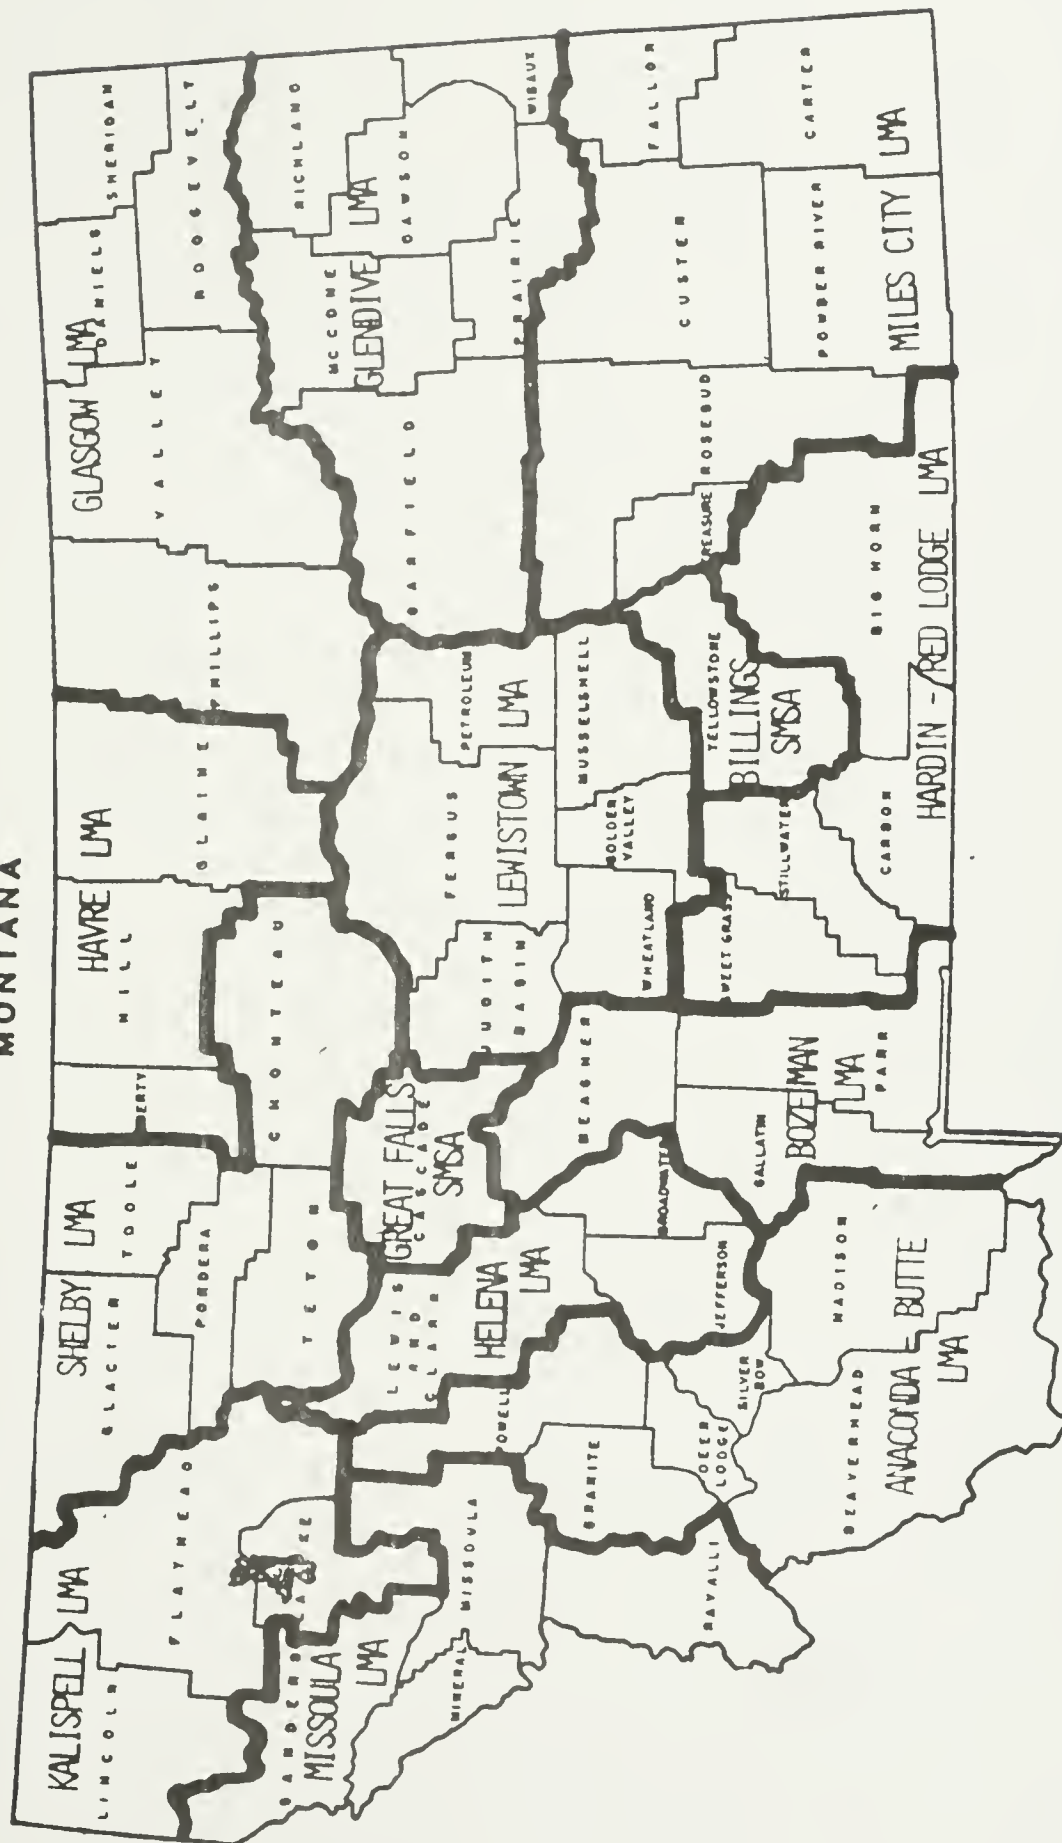 MONTANA
KALISPELL LMA
LINCOLN
FLATHEAD
LAKE
SANDERS
MISSOULA LMA
MINERAL
MISSOULA
RAVALLI
GRANITE
POWELL
DEER
LODGE
SILVER
BOW
BEAVERHEAD
ANACONDA - BUTTE
LMA
MADISON
JEFFERSON
SHELBY LMA
GLACIER
TOOLE
PONDERA
TETON
LEWIS
AND
CLARK
HELENA
LMA
BROADWATER
GREAT FALLS
CASCADE
SMSA
CHOUTEAU
HAVRE LMA
HILL
BLAINE
MEAGHER
GALLATIN
BOZEMAN
LMA
PARK
JUDITH
BASIN
FERGUS
PETROLEUM
LEWISTOWN LMA
WHEATLAND
GOLDEN
VALLEY
MUSSELSHELL
SWEET GRASS
STILLWATER
CARBON
YELLOWSTONE
BILLINGS
SMSA
BIG HORN
HARDIN - RED LODGE LMA
GLASGOW LMA
PHILLIPS
VALLEY
DANIELS
SHERIDAN
ROOSEVELT
GARFIELD
MCCONE
GLENDIVE LMA
RICHLAND
DAWSON
PRAIRIE
WIBAUX
TREASURE
ROSEBUD
CUSTER
FALLON
POWDER RIVER
CARTER
MILES CITY LMA